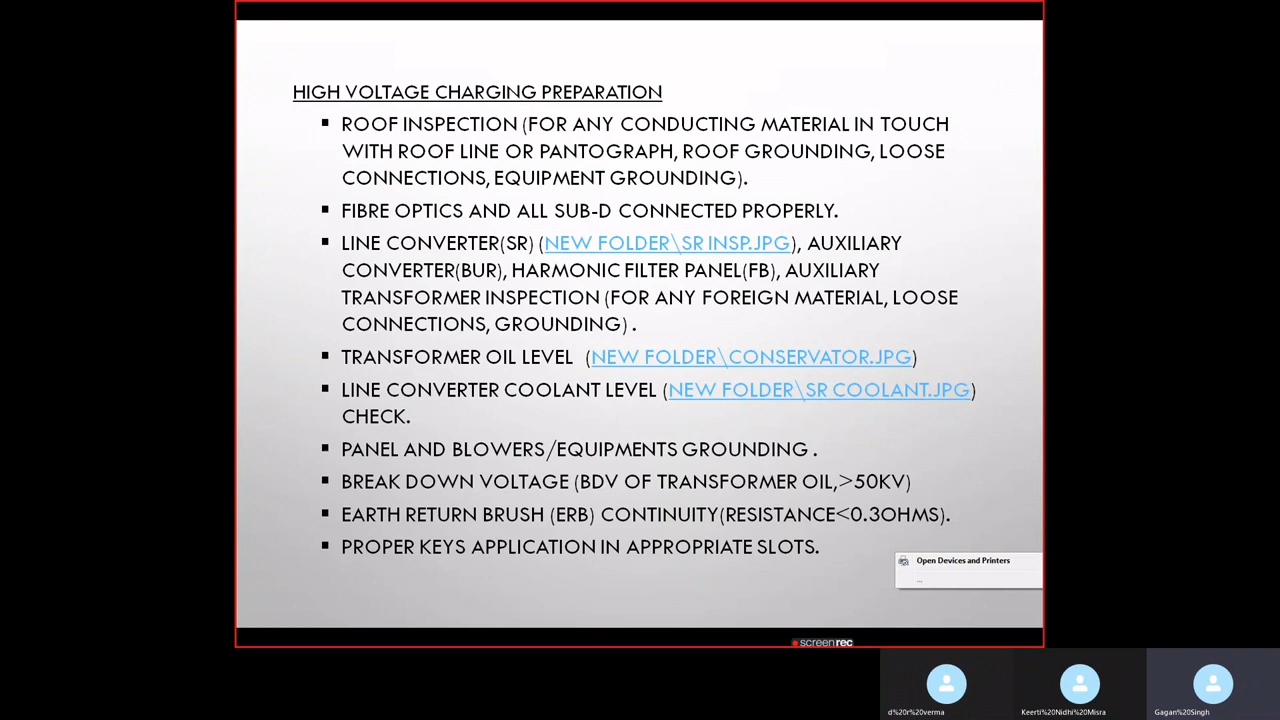 HIGH VOLTAGE CHARGING PREPARATION
▪ ROOF INSPECTION (FOR ANY CONDUCTING MATERIAL IN TOUCH
WITH ROOF LINE OR PANTOGRAPH, ROOF GROUNDING, LOOSE
CONNECTIONS, EQUIPMENT GROUNDING).
▪ FIBRE OPTICS AND ALL SUB-D CONNECTED PROPERLY.
▪ LINE CONVERTER(SR) (NEW FOLDER\SR INSP.JPG), AUXILIARY
CONVERTER(BUR), HARMONIC FILTER PANEL(FB), AUXILIARY
TRANSFORMER INSPECTION (FOR ANY FOREIGN MATERIAL, LOOSE
CONNECTIONS, GROUNDING) .
▪ TRANSFORMER OIL LEVEL (NEW FOLDER\CONSERVATOR.JPG)
▪ LINE CONVERTER COOLANT LEVEL (NEW FOLDER\SR COOLANT.JPG)
CHECK.
▪ PANEL AND BLOWERS/EQUIPMENTS GROUNDING .
▪ BREAK DOWN VOLTAGE (BDV OF TRANSFORMER OIL,>50KV)
▪ EARTH RETURN BRUSH (ERB) CONTINUITY(RESISTANCE<0.3OHMS).
▪ PROPER KEYS APPLICATION IN APPROPRIATE SLOTS.
Open Devices and Printers
...
screenrec
d%20r%20verma
Keerti%20Nidhi%20Misra
Gagan%20Singh